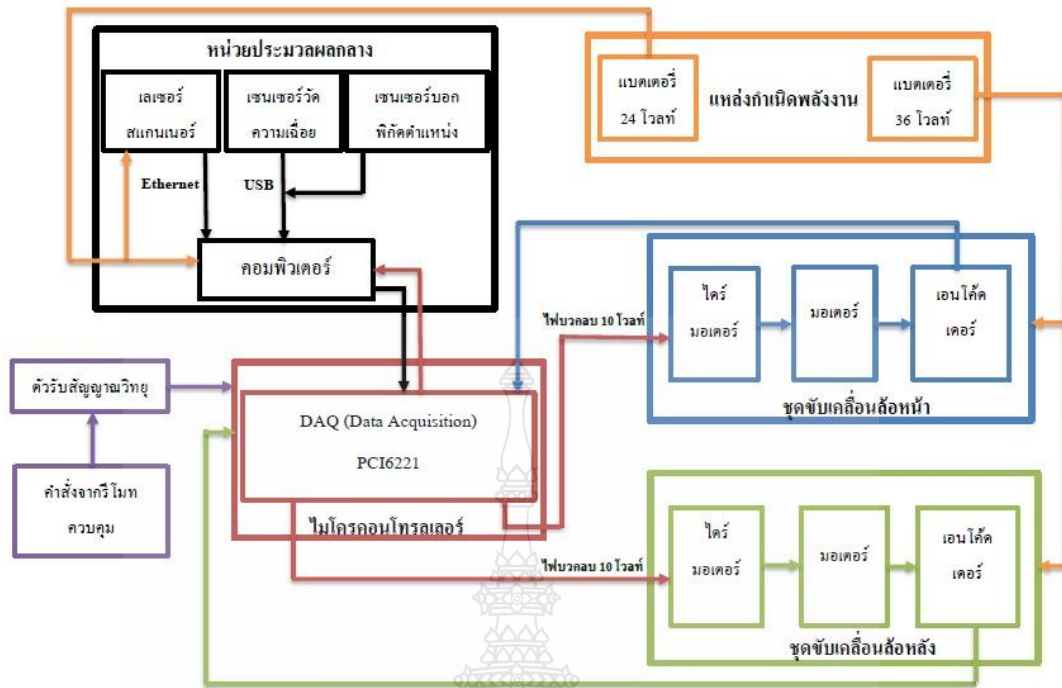 หน่วยประมวลผลกลาง
เลเซอร์
สแกนเนอร์
เซนเซอร์วัด
ความเฉื่อย
เซนเซอร์บอก
พิกัดตำแหน่ง
Ethernet
USB
คอมพิวเตอร์
แบตเตอรี่
24 โวลท์
แหล่งกำเนิดพลังงาน
แบตเตอรี่
36 โวลท์
ไฟบวกลบ 10 โวลท์
ไดร์
มอเตอร์
มอเตอร์
เอนโค้ด
เดอร์
ชุดขับเคลื่อนล้อหน้า
ตัวรับสัญญาณวิทยุ
คำสั่งจากรีโมท
ควบคุม
DAQ (Data Acquisition)
PCI6221
ไมโครคอนโทรลเลอร์
ไฟบวกลบ 10 โวลท์
ไดร์
มอเตอร์
มอเตอร์
เอนโค้ด
เดอร์
ชุดขับเคลื่อนล้อหลัง